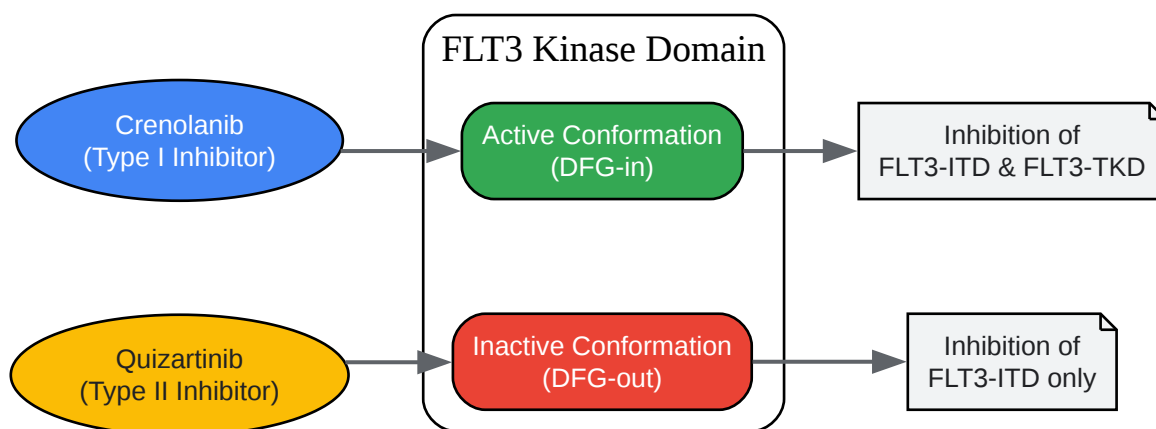 FLT3 Kinase Domain
Crenolanib
(Type I Inhibitor)
Active Conformation
(DFG-in)
Inhibition of
FLT3-ITD & FLT3-TKD
Quizartinib
(Type II Inhibitor)
Inactive Conformation
(DFG-out)
Inhibition of
FLT3-ITD only